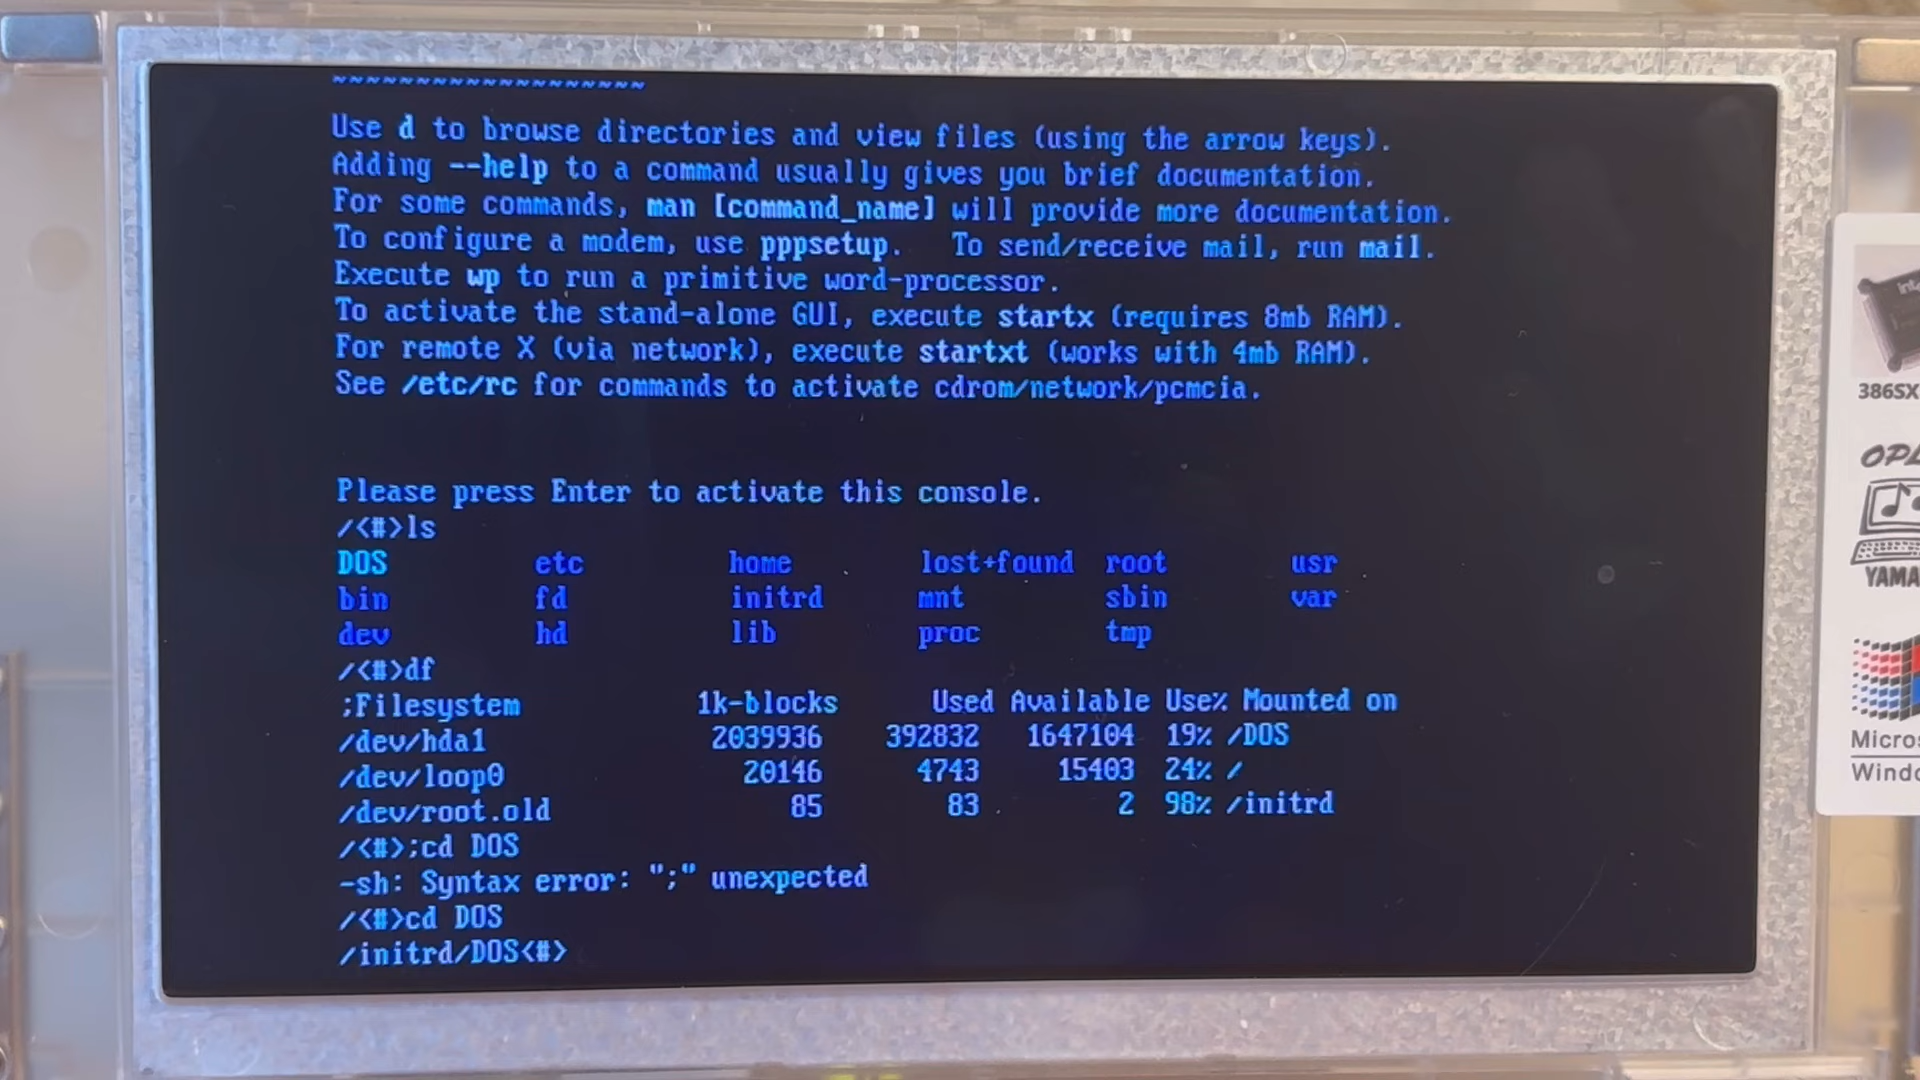 ~~~~~~~~~~~~~~~~~~~~
Use d to browse directories and view files (using the arrow keys).
Adding --help to a command usually gives you brief documentation.
For some commands, man [command_name] will provide more documentation.
To configure a modem, use pppsetup.   To send/receive mail, run mail.
Execute wp to run a primitive word-processor.
To activate the stand-alone GUI, execute startx (requires 8mb RAM).
For remote X (via network), execute startxt (works with 4mb RAM).
See /etc/rc for commands to activate cdrom/network/pcmcia.
Please press Enter to activate this console.
/<#>ls
DOS etc home lost+found root usr
bin fd initrd mnt sbin var
dev hd lib proc tmp
/<#>df
;Filesystem 1k-blocks Used Available Use% Mounted on
/dev/hda1 2039936 392832 1647104 19% /DOS
/dev/loop0 20146 4743 15403 24% /
/dev/root.old 85 83 2 98% /initrd
/<#>;cd DOS
-sh: Syntax error: ";" unexpected
/<#>cd DOS
/initrd/DOS<#>
386SX
OPL
YAMA
Micros
Windo